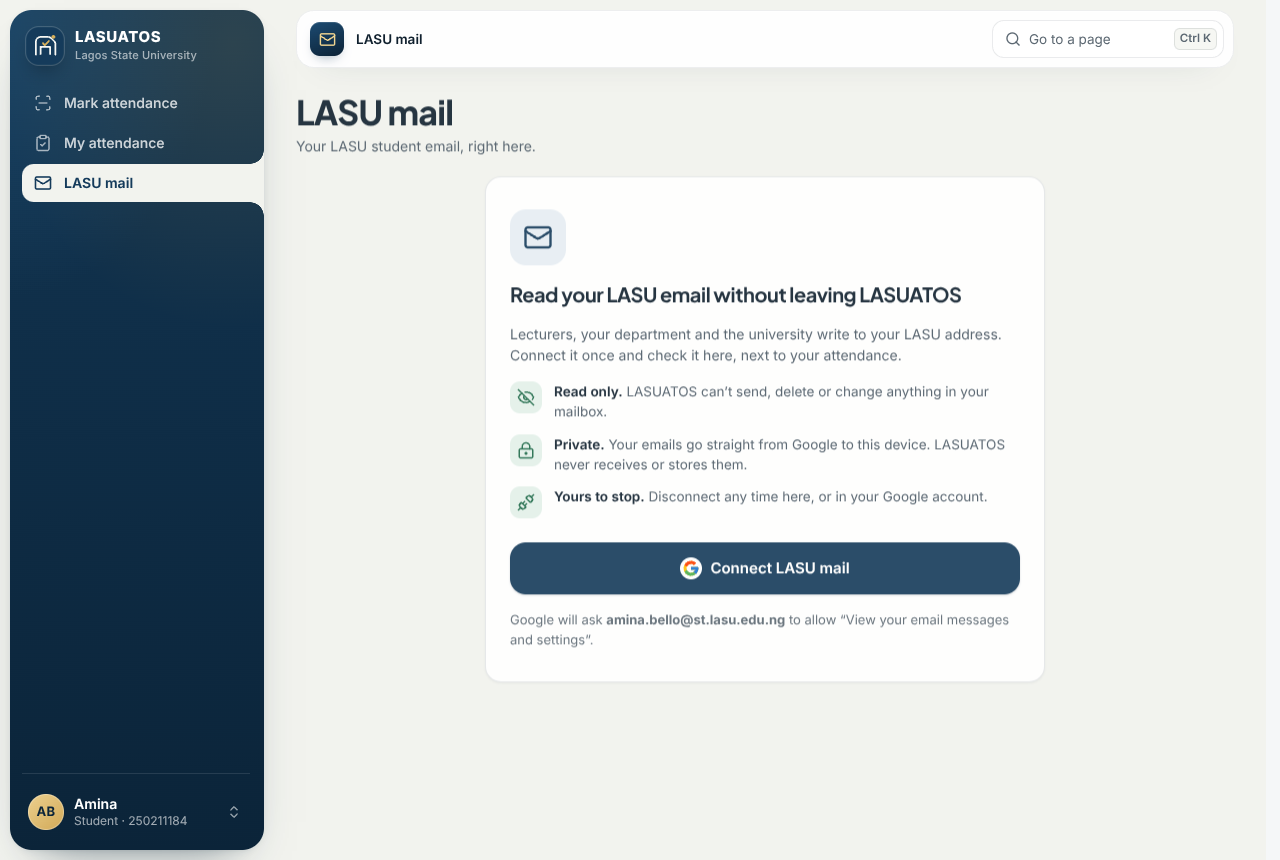 LASUATOS
Lagos State University
Mark attendance
My attendance
LASU mail
AB
Amina
Student · 250211184
LASU mail
Go to a page
Ctrl K
LASU mail
Your LASU student email, right here.
Read your LASU email without leaving LASUATOS
Lecturers, your department and the university write to your LASU address.
Connect it once and check it here, next to your attendance.
Read only. LASUATOS can’t send, delete or change anything in your
mailbox.
Private. Your emails go straight from Google to this device. LASUATOS
never receives or stores them.
Yours to stop. Disconnect any time here, or in your Google account.
Connect LASU mail
Google will ask amina.bello@st.lasu.edu.ng to allow “View your email messages
and settings”.